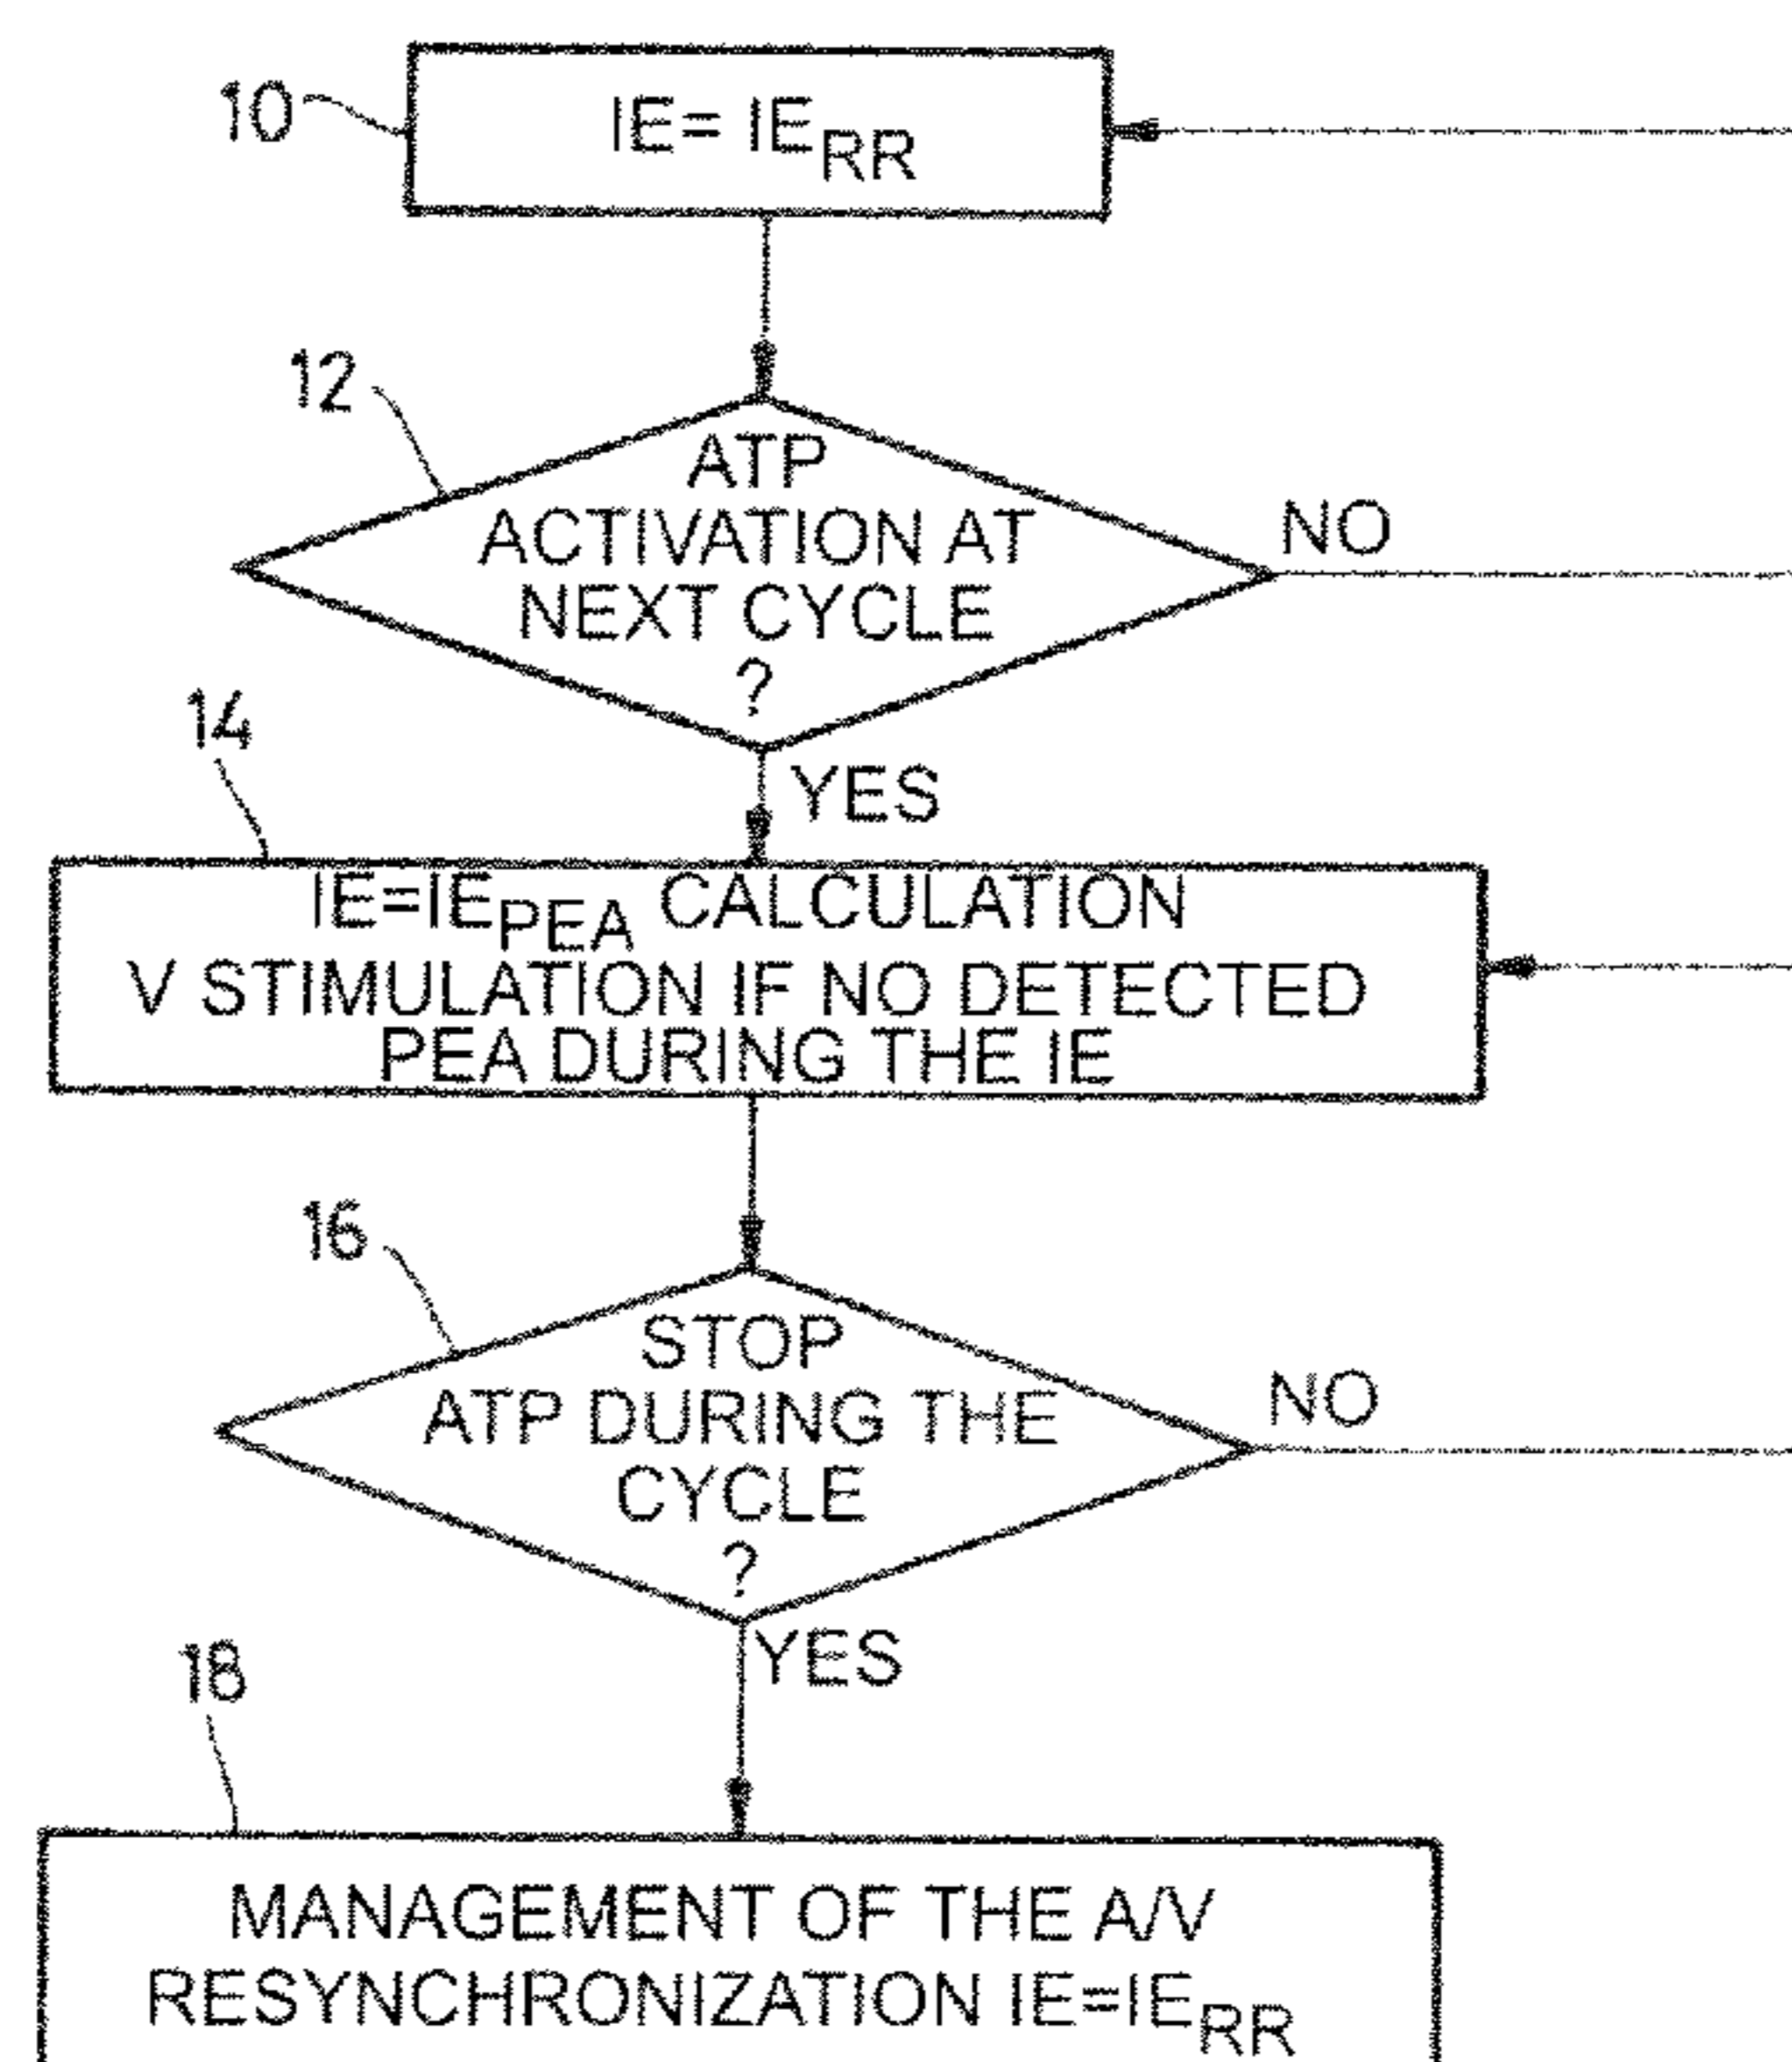 10
IE= IE_RR
12
ATP
ACTIVATION AT
NEXT CYCLE
?
NO
14
YES
IE=IE_PEA CALCULATION
V STIMULATION IF NO DETECTED
PEA DURING THE IE
16
STOP
ATP DURING THE
CYCLE
?
NO
YES
18
MANAGEMENT OF THE A/V
RESYNCHRONIZATION IE=IE_RR